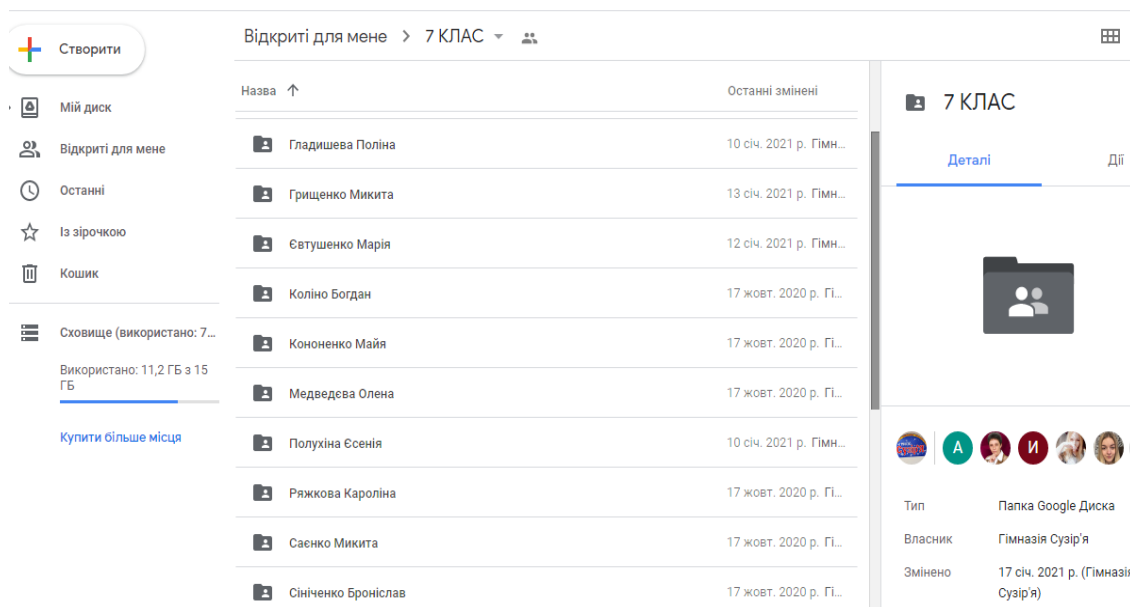 Створити
Мій диск
Відкриті для мене
Останні
Із зірочкою
Кошик
Сховище (використано: 7...
Використано: 11,2 ГБ з 15
ГБ
Купити більше місця
Відкриті для мене > 7 КЛАС
Назва ↑ Останні змінені
Гладишева Поліна 10 січ. 2021 р. Гімн...
Грищенко Микита 13 січ. 2021 р. Гімн...
Євтушенко Марія 12 січ. 2021 р. Гімн...
Коліно Богдан 17 жовт. 2020 р. Гі...
Кононенко Майя 17 жовт. 2020 р. Гі...
Медведєва Олена 17 жовт. 2020 р. Гі...
Полухіна Єсенія 10 січ. 2021 р. Гімн...
Ряжкова Кароліна 17 жовт. 2020 р. Гі...
Саєнко Микита 17 жовт. 2020 р. Гі...
Сініченко Броніслав 17 жовт. 2020 р. Гі...
7 КЛАС
Деталі Дії
А И
Тип Папка Google Диска
Власник Гімназія Сузір'я
Змінено 17 січ. 2021 р. (Гімназія
Сузір'я)